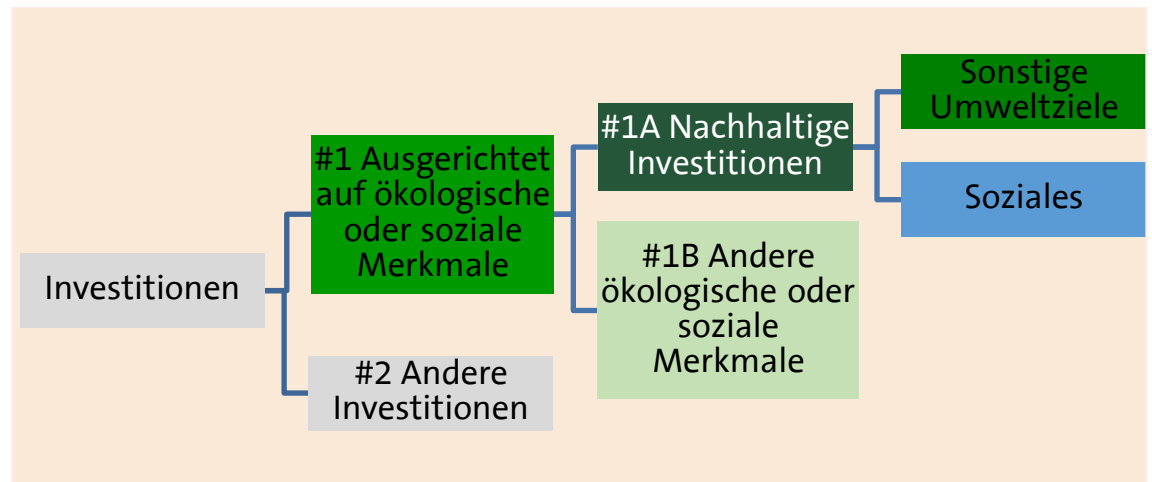 Investitionen
#1 Ausgerichtet
auf ökologische
oder soziale
Merkmale
#2 Andere
Investitionen
#1A Nachhaltige
Investitionen
#1B Andere
ökologische oder
soziale
Merkmale
Sonstige
Umweltziele
Soziales